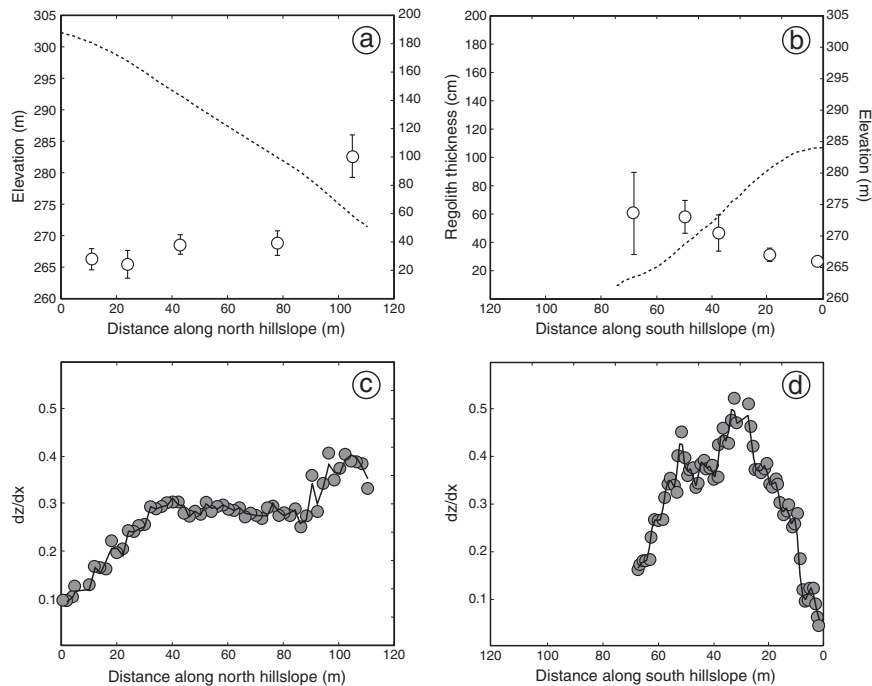 a
Elevation (m)
305
300
295
290
285
280
275
270
265
260
200
180
160
140
120
100
80
60
40
20
0 20 40 60 80 100 120
Distance along north hillslope (m)
b
Regolith thickness (cm)
200
180
160
140
120
100
80
60
40
20
305
300
295
290
285
280
275
270
265
260
Elevation (m)
120 100 80 60 40 20 0
Distance along south hillslope (m)
c
dz/dx
0.5
0.4
0.3
0.2
0.1
0 20 40 60 80 100 120
Distance along north hillslope (m)
d
dz/dx
0.5
0.4
0.3
0.2
0.1
120 100 80 60 40 20 0
Distance along south hillslope (m)